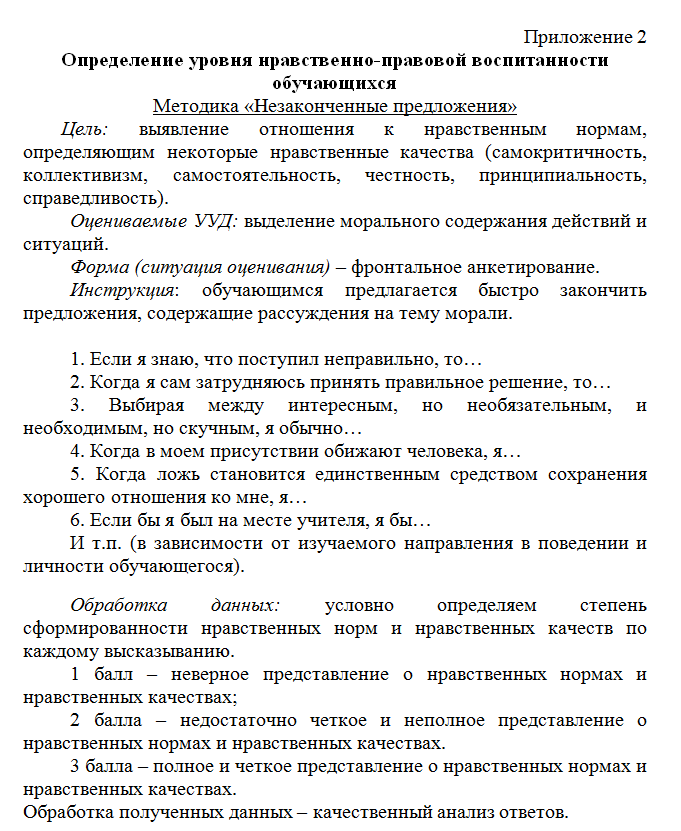 Приложение 2
Определение уровня нравственно-правовой воспитанности
обучающихся
Методика «Незаконченные предложения»
Цель: выявление отношения к нравственным нормам,
определяющим некоторые нравственные качества (самокритичность,
коллективизм, самостоятельность, честность, принципиальность,
справедливость).
Оцениваемые УУД: выделение морального содержания действий и
ситуаций.
Форма (ситуация оценивания) – фронтальное анкетирование.
Инструкция: обучающимся предлагается быстро закончить
предложения, содержащие рассуждения на тему морали.
1. Если я знаю, что поступил неправильно, то…
2. Когда я сам затрудняюсь принять правильное решение, то…
3. Выбирая между интересным, но необязательным, и
необходимым, но скучным, я обычно…
4. Когда в моем присутствии обижают человека, я…
5. Когда ложь становится единственным средством сохранения
хорошего отношения ко мне, я…
6. Если бы я был на месте учителя, я бы…
И т.п. (в зависимости от изучаемого направления в поведении и
личности обучающегося).
Обработка данных: условно определяем степень
сформированности нравственных норм и нравственных качеств по
каждому высказыванию.
1 балл – неверное представление о нравственных нормах и
нравственных качествах;
2 балла – недостаточно четкое и неполное представление о
нравственных нормах и нравственных качествах.
3 балла – полное и четкое представление о нравственных нормах и
нравственных качествах.
Обработка полученных данных – качественный анализ ответов.